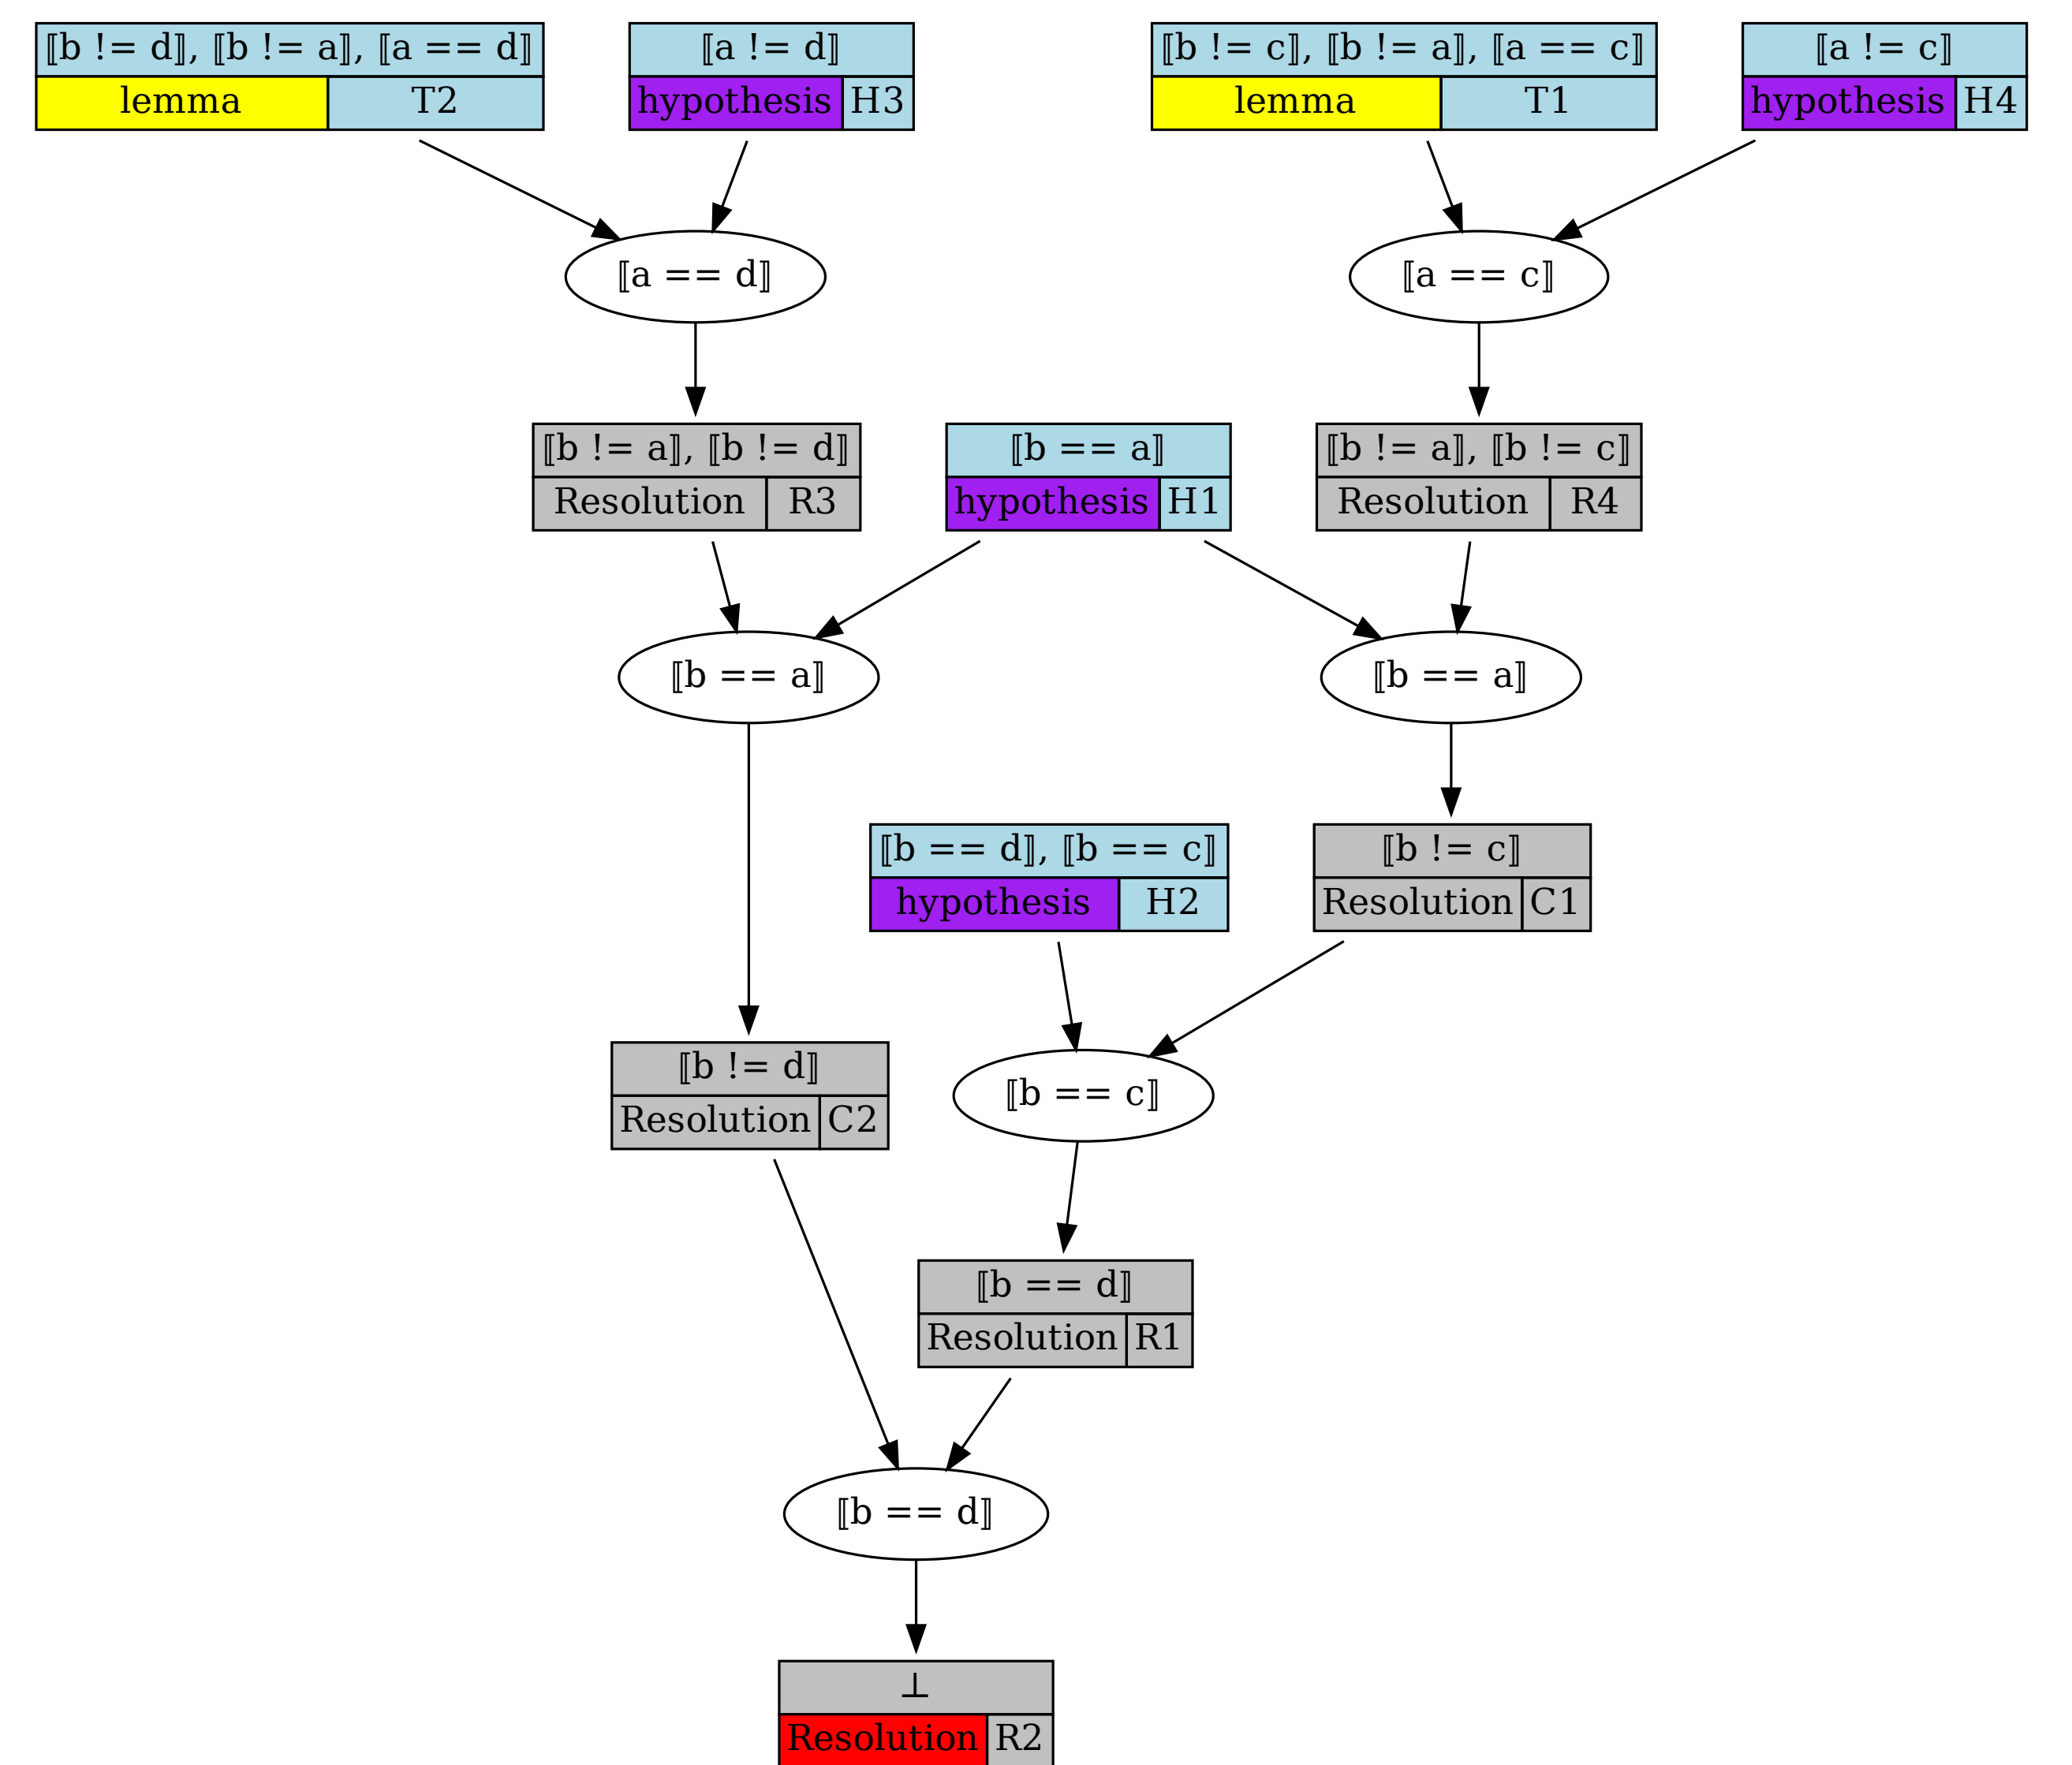 ⟦b != d⟧, ⟦b != a⟧, ⟦a == d⟧
lemma T2
⟦a != d⟧
hypothesis H3
⟦b != c⟧, ⟦b != a⟧, ⟦a == c⟧
lemma T1
⟦a != c⟧
hypothesis H4
⟦a == d⟧
⟦a == c⟧
⟦b != a⟧, ⟦b != d⟧
Resolution R3
⟦b == a⟧
hypothesis H1
⟦b != a⟧, ⟦b != c⟧
Resolution R4
⟦b == a⟧
⟦b == a⟧
⟦b == d⟧, ⟦b == c⟧
hypothesis H2
⟦b != c⟧
Resolution C1
⟦b != d⟧
Resolution C2
⟦b == c⟧
⟦b == d⟧
Resolution R1
⟦b == d⟧
⊥
Resolution R2